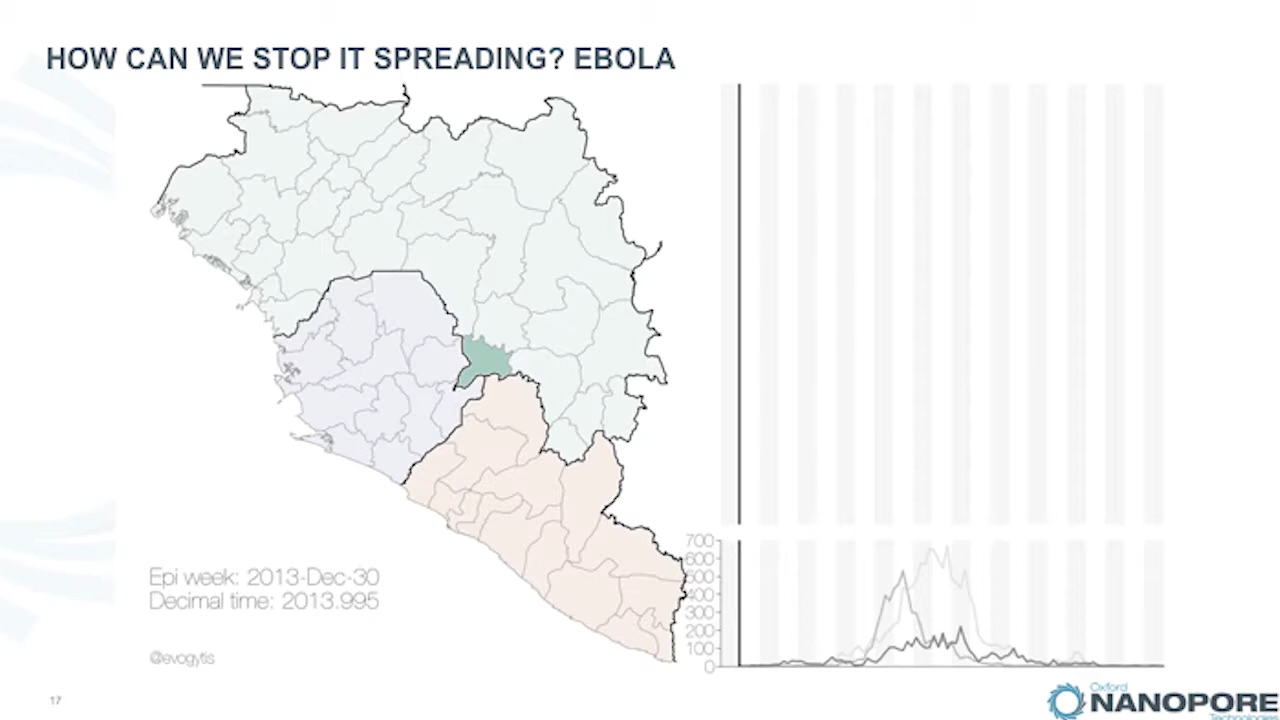 HOW CAN WE STOP IT SPREADING? EBOLA
700
600
500
400
300
200
100
0
Epi week: 2013-Dec-30
Decimal time: 2013.995
@evogytis
17
Oxford
NANOPORE
Technologies